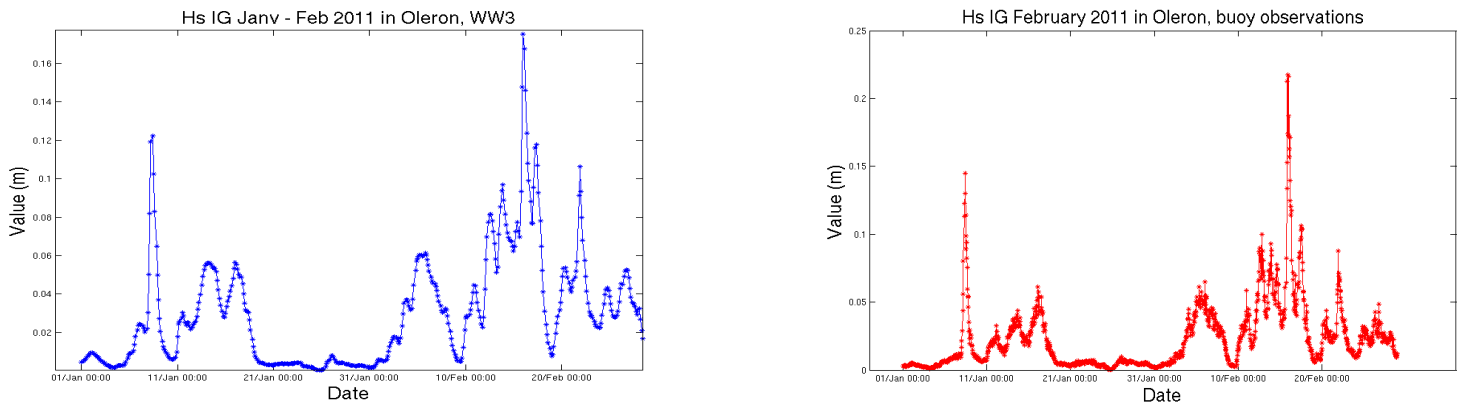 Hs IG Janv - Feb 2011 in Oleron, WW3
Value (m)
0.16
0.14
0.12
0.1
0.08
0.06
0.04
0.02
01/Jan 00:00 11/Jan 00:00 21/Jan 00:00 31/Jan 00:00 10/Feb 00:00 20/Feb 00:00
Date
Hs IG February 2011 in Oleron, buoy observations
Value (m)
0.25
0.2
0.15
0.1
0.05
0
01/Jan 00:00 11/Jan 00:00 21/Jan 00:00 31/Jan 00:00 10/Feb 00:00 20/Feb 00:00
Date